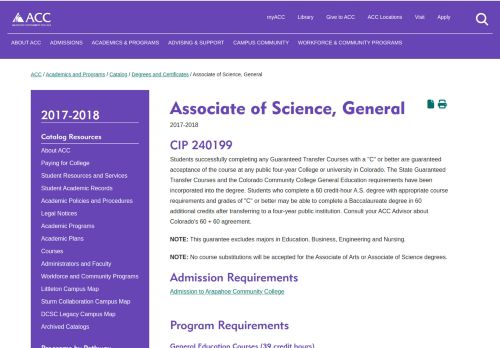 ACC
myACC Library Give to ACC ACC Locations Visit Apply
ABOUT ACC ADMISSIONS ACADEMICS & PROGRAMS ADVISING & SUPPORT CAMPUS COMMUNITY WORKFORCE & COMMUNITY PROGRAMS
ACC / Academics and Programs / Catalog / Degrees and Certificates / Associate of Science, General
2017-2018
Catalog Resources
About ACC
Paying for College
Student Resources and Services
Student Academic Records
Academic Policies and Procedures
Legal Notices
Academic Programs
Academic Plans
Courses
Administrators and Faculty
Workforce and Community Programs
Littleton Campus Map
Sturm Collaboration Campus Map
DCSC Legacy Campus Map
Archived Catalogs
Programs by Pathway
Associate of Science, General
2017-2018
CIP 240199
Students successfully completing any Guaranteed Transfer Courses with a "C" or better are guaranteed
acceptance of the course at any public four-year College or university in Colorado. The State Guaranteed
Transfer Courses and the Colorado Community College General Education requirements have been
incorporated into the degree. Students who complete a 60 credit-hour A.S. degree with appropriate course
requirements and grades of "C" or better may be able to complete a Baccalaureate degree in 60
additional credits after transferring to a four-year public institution. Consult your ACC Advisor about
Colorado's 60 + 60 agreement.
NOTE: This guarantee excludes majors in Education, Business, Engineering and Nursing.
NOTE: No course substitutions will be accepted for the Associate of Arts or Associate of Science degrees.
Admission Requirements
Admission to Arapahoe Community College
Program Requirements
General Education Courses (39 credit hours)